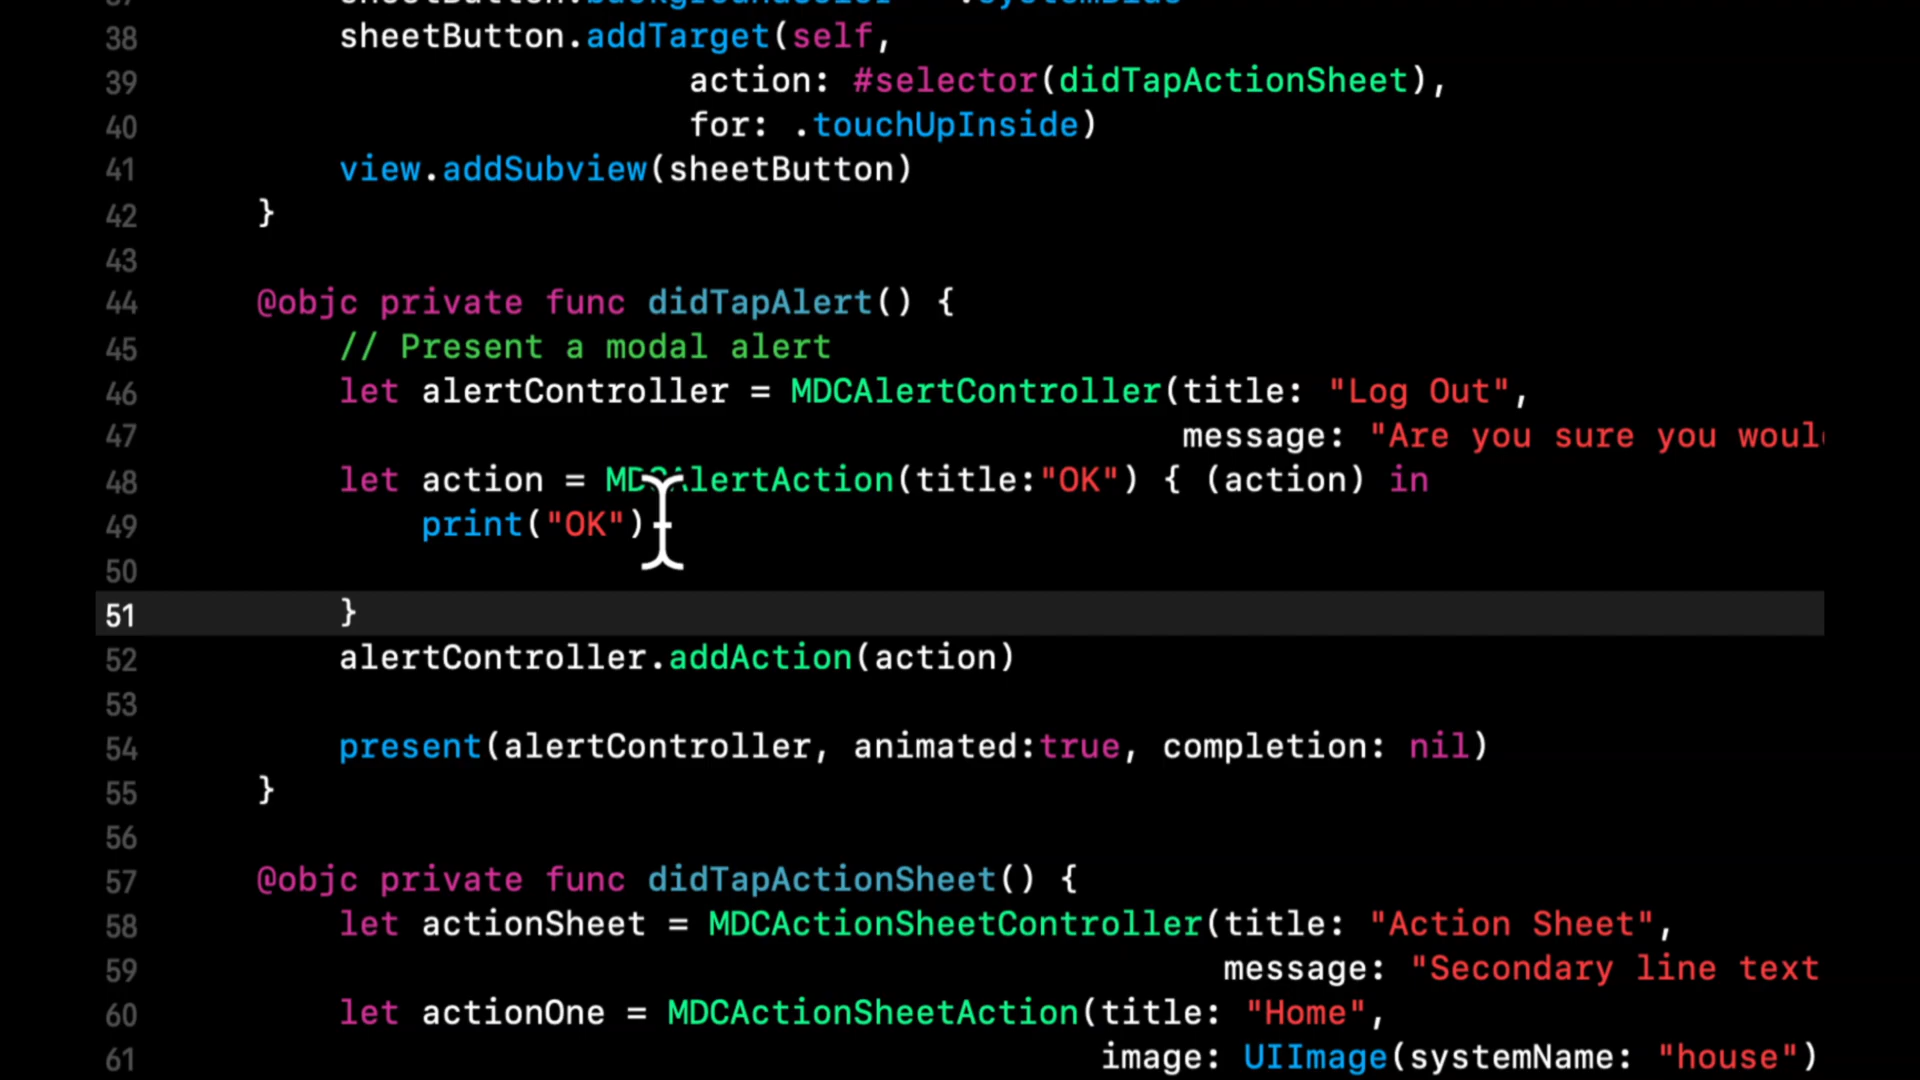 38 sheetButton.addTarget(self,
39 action: #selector(didTapActionSheet),
40 for: .touchUpInside)
41 view.addSubview(sheetButton)
42 }
43
44 @objc private func didTapAlert() {
45 // Present a modal alert
46 let alertController = MDCAlertController(title: "Log Out",
47 message: "Are you sure you woul
48 let action = MDCAlertAction(title:"OK") { (action) in
49 print("OK")
50
51 }
52 alertController.addAction(action)
53
54 present(alertController, animated:true, completion: nil)
55 }
56
57 @objc private func didTapActionSheet() {
58 let actionSheet = MDCActionSheetController(title: "Action Sheet",
59 message: "Secondary line text
60 let actionOne = MDCActionSheetAction(title: "Home",
61 image: UIImage(systemName: "house")